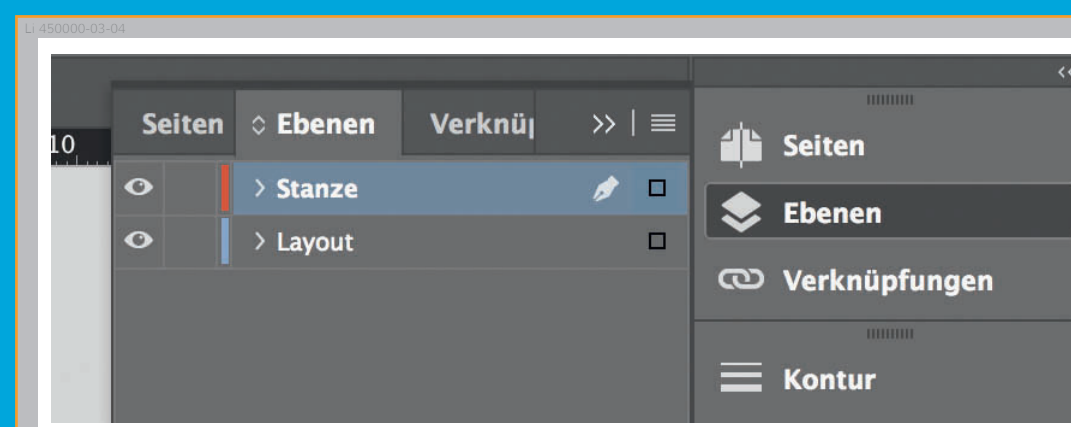 Li 450000-03-04
Seiten Ebenen Verknüp
10
Stanze
Layout
Seiten
Ebenen
Verknüpfungen
Kontur